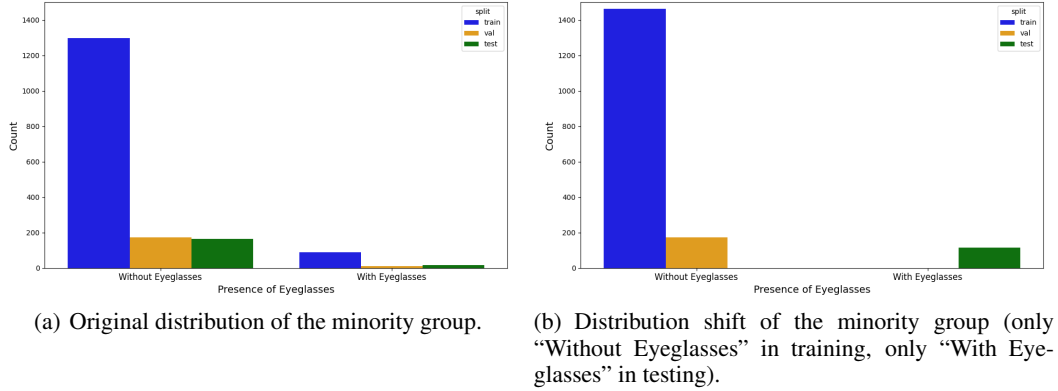 1400
1200
1000
800
600
400
200
0
Count
split
train
val
test
Without Eyeglasses
With Eyeglasses
Presence of Eyeglasses
(a) Original distribution of the minority group.
1400
1200
1000
800
600
400
200
0
Count
split
train
val
test
Without Eyeglasses
With Eyeglasses
Presence of Eyeglasses
(b) Distribution shift of the minority group (only
“Without Eyeglasses” in training, only “With Eye-
glasses” in testing).